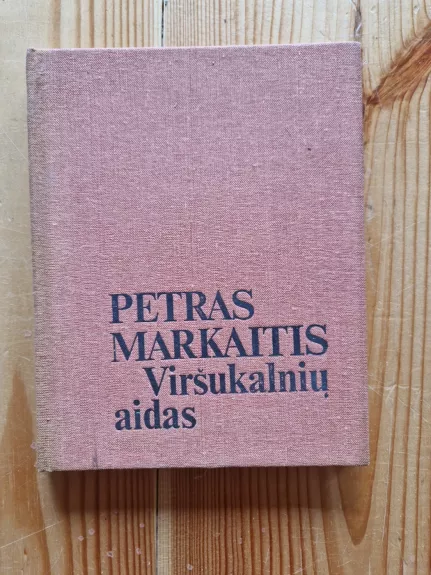 PETRAS
MARKAITIS
Viršukalnių
aidas